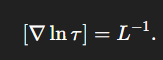 [∇ ln τ] = L⁻¹.